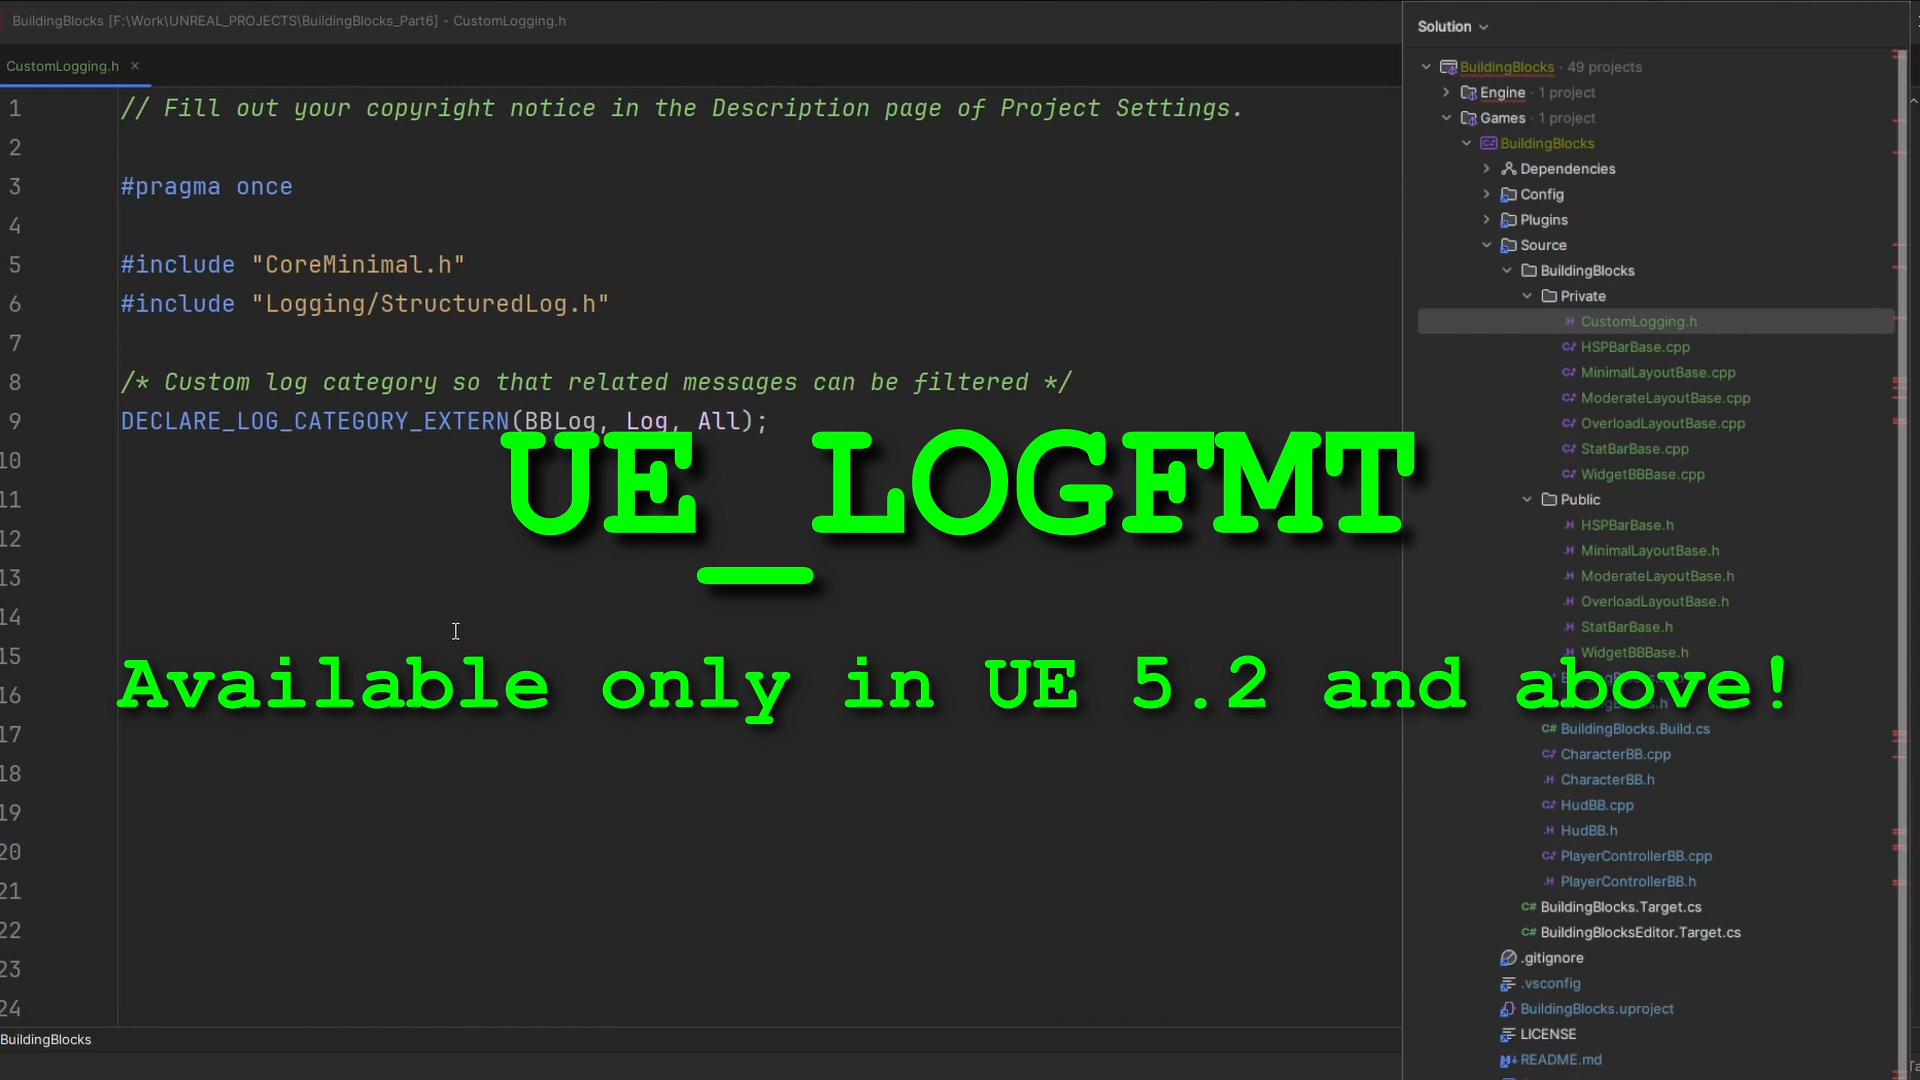 BuildingBlocks [F:\Work\UNREAL_PROJECTS\BuildingBlocks_Part6] - CustomLogging.h
CustomLogging.h
1 // Fill out your copyright notice in the Description page of Project Settings.
2
3 #pragma once
4
5 #include "CoreMinimal.h"
6 #include "Logging/StructuredLog.h"
7
8 /* Custom log category so that related messages can be filtered */
9 DECLARE_LOG_CATEGORY_EXTERN(BBLog, Log, All);
10
11
12
13
14
15
16
17
18
19
20
21
22
23
24
UE_LOGFMT
Available only in UE 5.2 and above!
BuildingBlocks
Solution
BuildingBlocks · 49 projects
Engine · 1 project
Games · 1 project
BuildingBlocks
Dependencies
Config
Plugins
Source
BuildingBlocks
Private
CustomLogging.h
HSPBarBase.cpp
MinimalLayoutBase.cpp
ModerateLayoutBase.cpp
OverloadLayoutBase.cpp
StatBarBase.cpp
WidgetBBBase.cpp
Public
HSPBarBase.h
MinimalLayoutBase.h
ModerateLayoutBase.h
OverloadLayoutBase.h
StatBarBase.h
WidgetBBBase.h
BuildingBlocks.Build.cs
CharacterBB.cpp
CharacterBB.h
HudBB.cpp
HudBB.h
PlayerControllerBB.cpp
PlayerControllerBB.h
BuildingBlocks.Target.cs
BuildingBlocksEditor.Target.cs
.gitignore
.vsconfig
BuildingBlocks.uproject
LICENSE
README.md